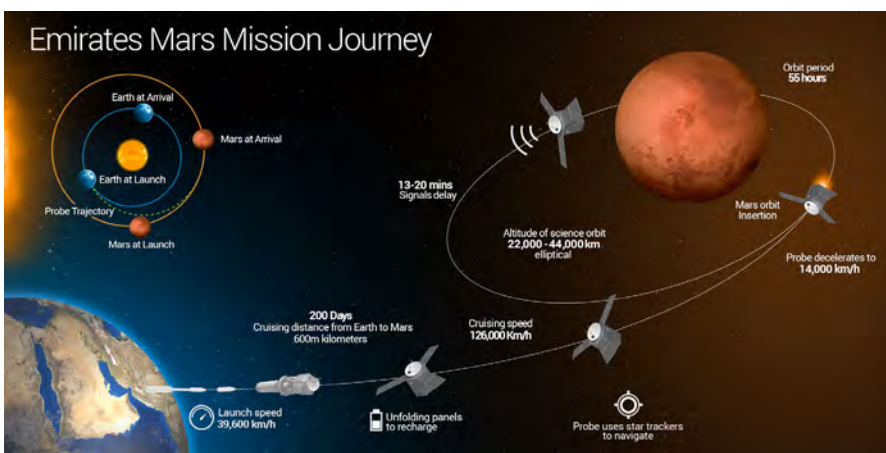 Emirates Mars Mission Journey
Earth at Arrival
Mars at Arrival
Earth at Launch
Probe Trajectory
Mars at Launch
Orbit period
55 hours
13-20 mins
Signals delay
Mars orbit
Insertion
Altitude of science orbit
22,000 - 44,000 km
elliptical
Probe decelerates to
14,000 km/h
200 Days
Cruising distance from Earth to Mars
600m kilometers
Cruising speed
126,000 Km/h
Launch speed
39,600 km/h
Unfolding panels
to recharge
Probe uses star trackers
to navigate